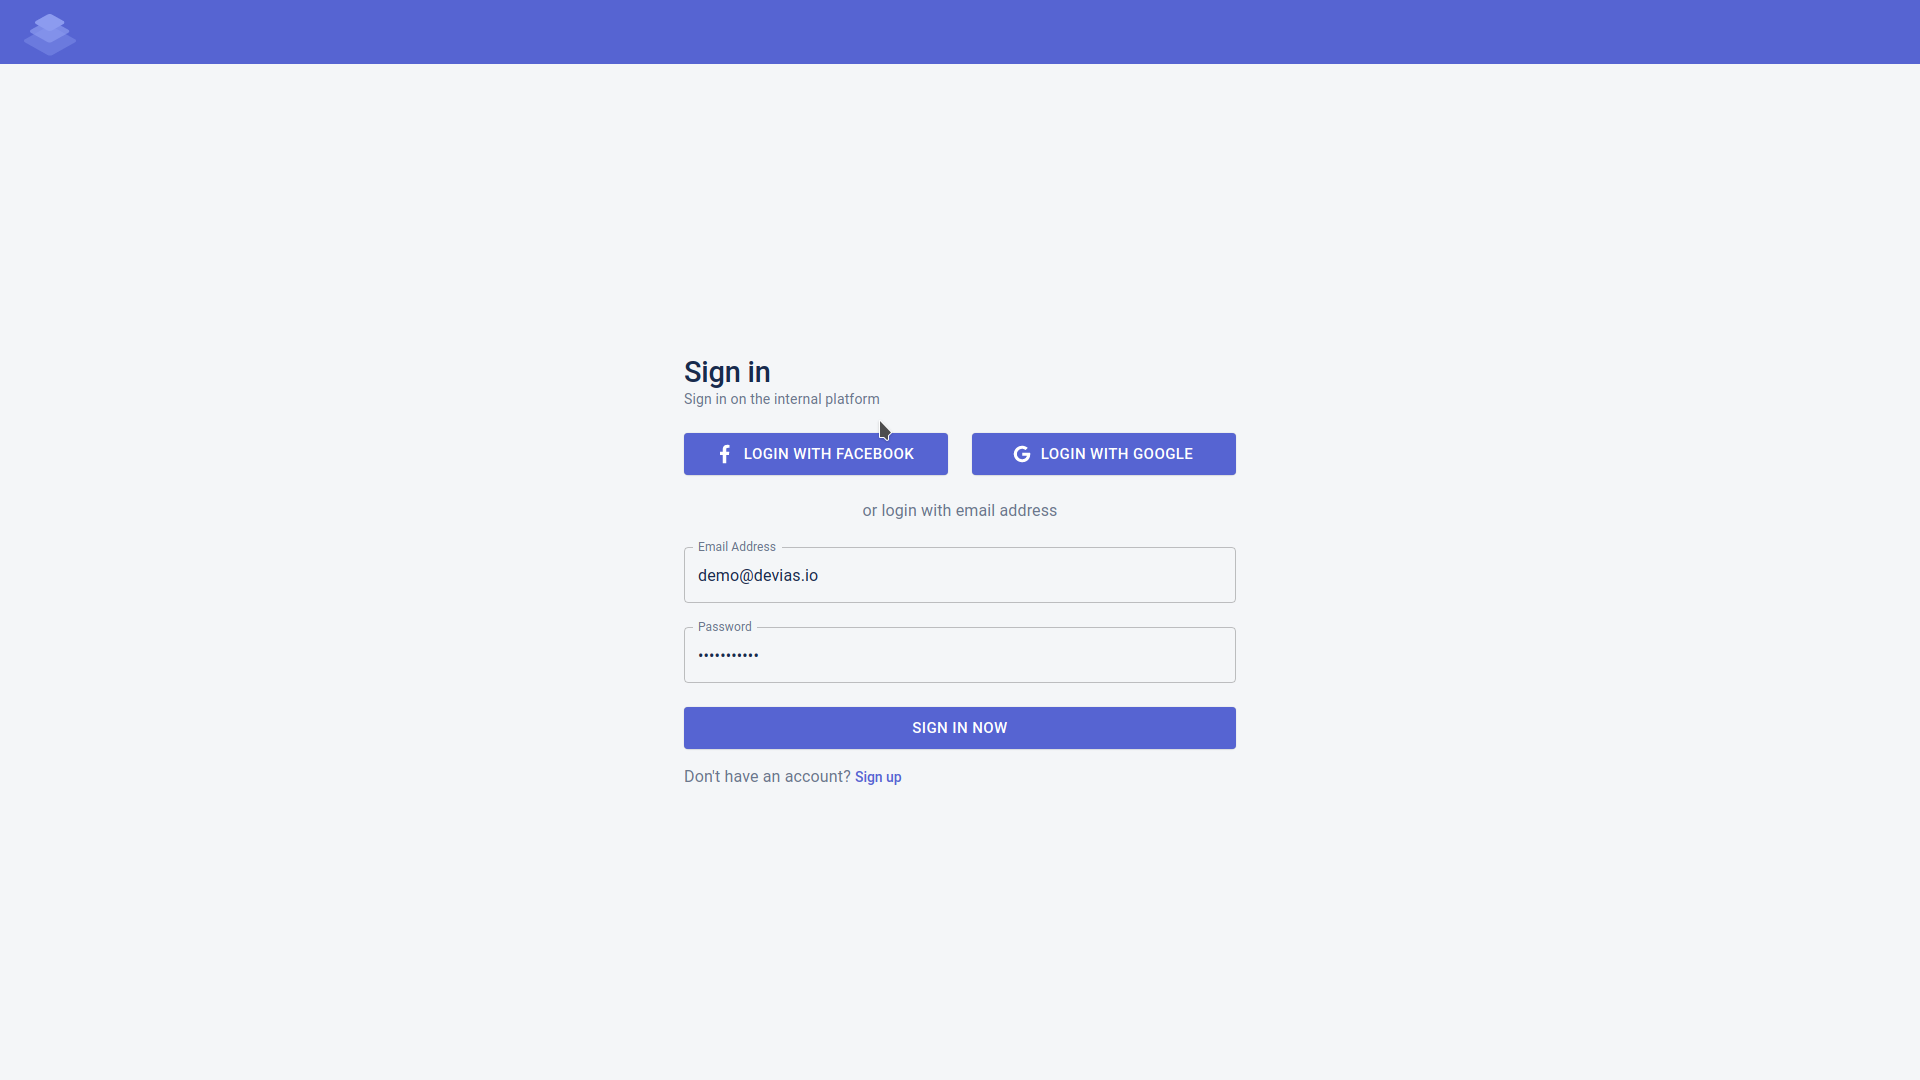 Sign in
Sign in on the internal platform
LOGIN WITH FACEBOOK
LOGIN WITH GOOGLE
or login with email address
Email Address
demo@devias.io
Password
•••••••••••
SIGN IN NOW
Don't have an account? Sign up